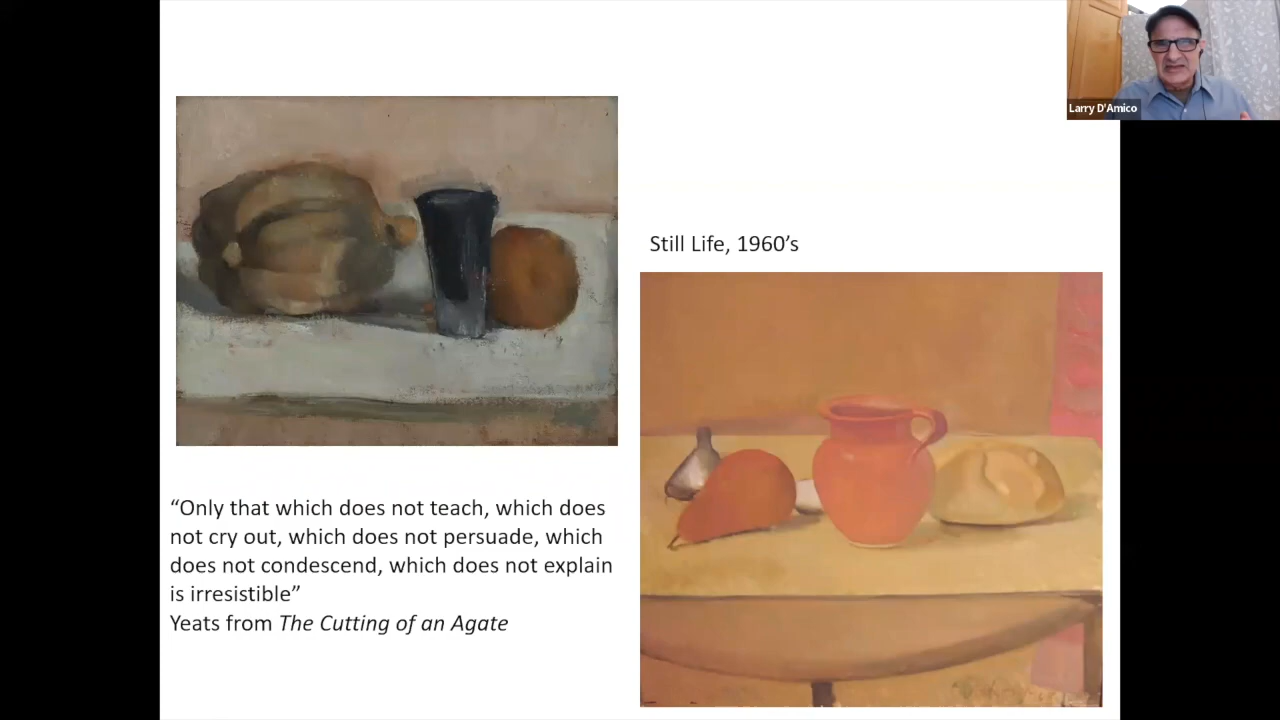 Larry D'Amico
Still Life, 1960’s
“Only that which does not teach, which does
not cry out, which does not persuade, which
does not condescend, which does not explain
is irresistible”
Yeats from The Cutting of an Agate